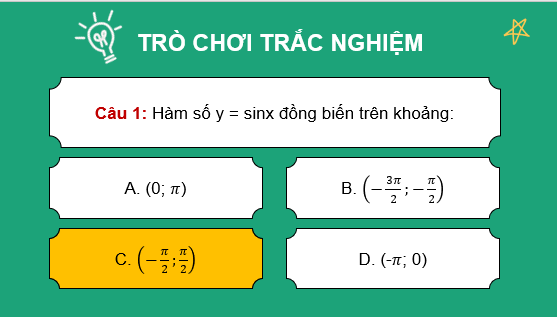 TRÒ CHƠI TRẮC NGHIỆM
Câu 1: Hàm số y = sinx đồng biến trên khoảng:
A. (0; π)
B. (−3π/2; −π/2)
C. (−π/2; π/2)
D. (-π; 0)